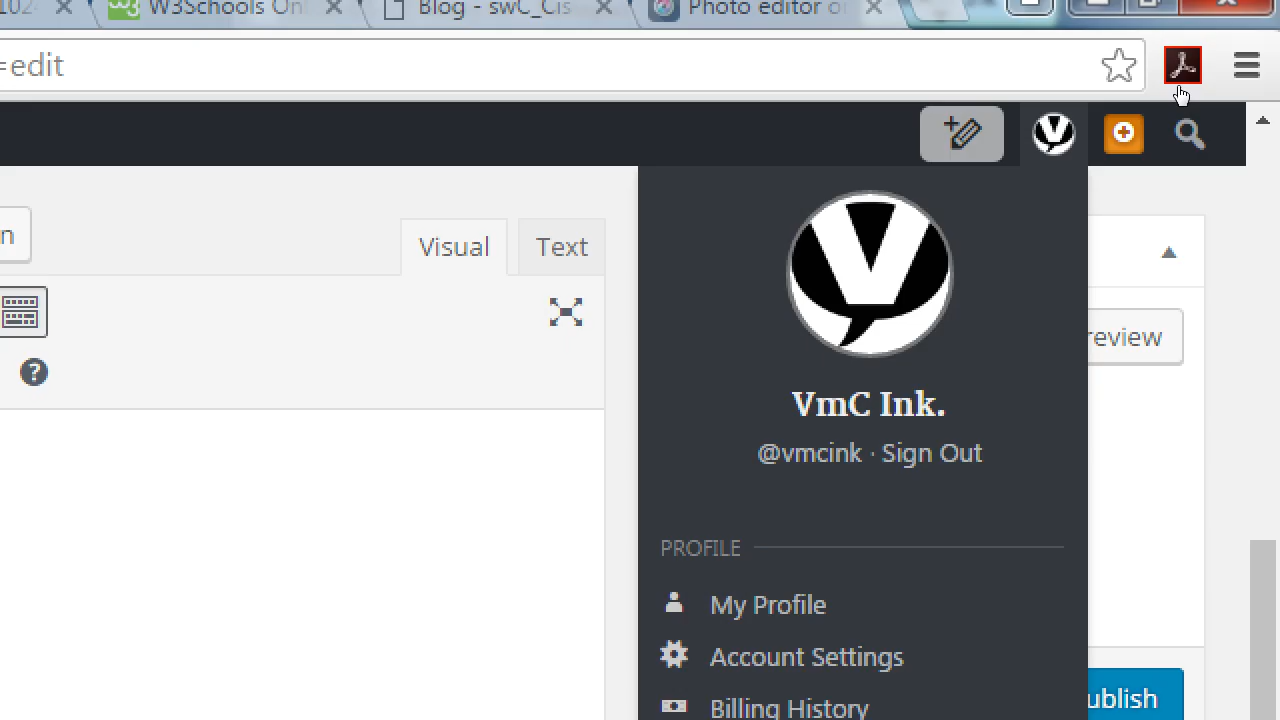 W3Schools Onl
Blog - swC_Cis
Photo editor o
=edit
n
Visual
Text
review
VmC Ink.
@vmcink · Sign Out
PROFILE
My Profile
Account Settings
Billing History
ublish